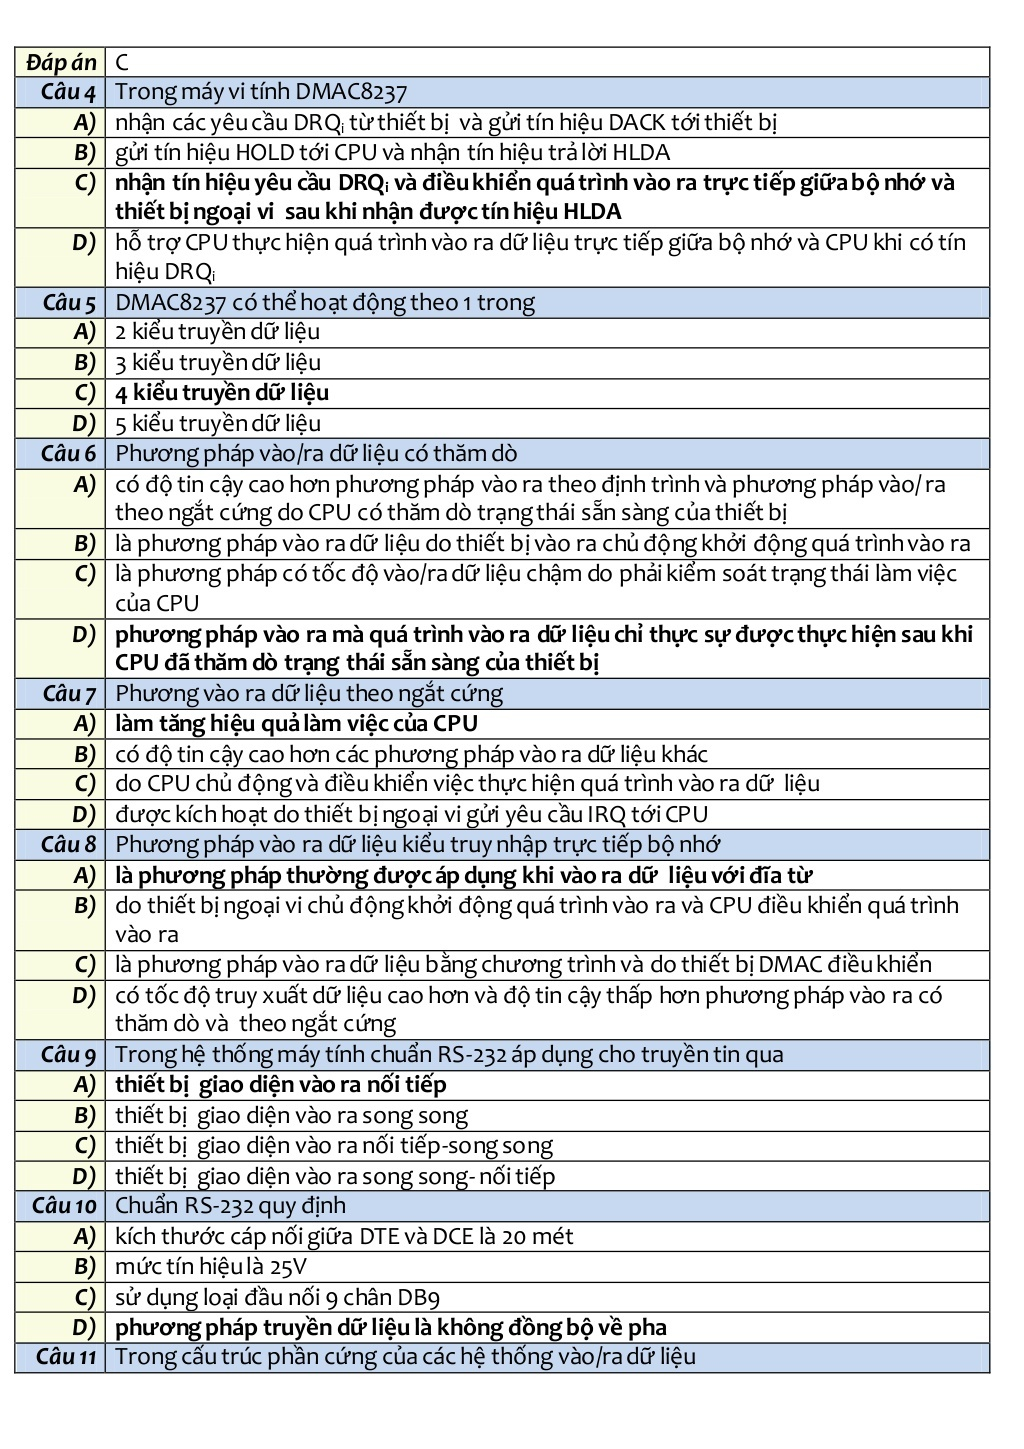 Đáp án C
Câu 4 Trong máy vi tính DMAC8237
A) nhận các yêu cầu DRQi từ thiết bị và gửi tín hiệu DACK tới thiết bị
B) gửi tín hiệu HOLD tới CPU và nhận tín hiệu trả lời HLDA
C) nhận tín hiệu yêu cầu DRQi và điều khiển quá trình vào ra trực tiếp giữa bộ nhớ và
thiết bị ngoại vi sau khi nhận được tín hiệu HLDA
D) hỗ trợ CPU thực hiện quá trình vào ra dữ liệu trực tiếp giữa bộ nhớ và CPU khi có tín
hiệu DRQi
Câu 5 DMAC8237 có thể hoạt động theo 1 trong
A) 2 kiểu truyền dữ liệu
B) 3 kiểu truyền dữ liệu
C) 4 kiểu truyền dữ liệu
D) 5 kiểu truyền dữ liệu
Câu 6 Phương pháp vào/ra dữ liệu có thăm dò
A) có độ tin cậy cao hơn phương pháp vào ra theo định trình và phương pháp vào/ ra
theo ngắt cứng do CPU có thăm dò trạng thái sẵn sàng của thiết bị
B) là phương pháp vào ra dữ liệu do thiết bị vào ra chủ động khởi động quá trình vào ra
C) là phương pháp có tốc độ vào/ra dữ liệu chậm do phải kiểm soát trạng thái làm việc
của CPU
D) phương pháp vào ra mà quá trình vào ra dữ liệu chỉ thực sự được thực hiện sau khi
CPU đã thăm dò trạng thái sẵn sàng của thiết bị
Câu 7 Phương vào ra dữ liệu theo ngắt cứng
A) làm tăng hiệu quả làm việc của CPU
B) có độ tin cậy cao hơn các phương pháp vào ra dữ liệu khác
C) do CPU chủ động và điều khiển việc thực hiện quá trình vào ra dữ liệu
D) được kích hoạt do thiết bị ngoại vi gửi yêu cầu IRQ tới CPU
Câu 8 Phương pháp vào ra dữ liệu kiểu truy nhập trực tiếp bộ nhớ
A) là phương pháp thường được áp dụng khi vào ra dữ liệu với đĩa từ
B) do thiết bị ngoại vi chủ động khởi động quá trình vào ra và CPU điều khiển quá trình
vào ra
C) là phương pháp vào ra dữ liệu bằng chương trình và do thiết bị DMAC điều khiển
D) có tốc độ truy xuất dữ liệu cao hơn và độ tin cậy thấp hơn phương pháp vào ra có
thăm dò và theo ngắt cứng
Câu 9 Trong hệ thống máy tính chuẩn RS-232 áp dụng cho truyền tin qua
A) thiết bị giao diện vào ra nối tiếp
B) thiết bị giao diện vào ra song song
C) thiết bị giao diện vào ra nối tiếp-song song
D) thiết bị giao diện vào ra song song- nối tiếp
Câu 10 Chuẩn RS-232 quy định
A) kích thước cáp nối giữa DTE và DCE là 20 mét
B) mức tín hiệu là 25V
C) sử dụng loại đầu nối 9 chân DB9
D) phương pháp truyền dữ liệu là không đồng bộ về pha
Câu 11 Trong cấu trúc phần cứng của các hệ thống vào/ra dữ liệu